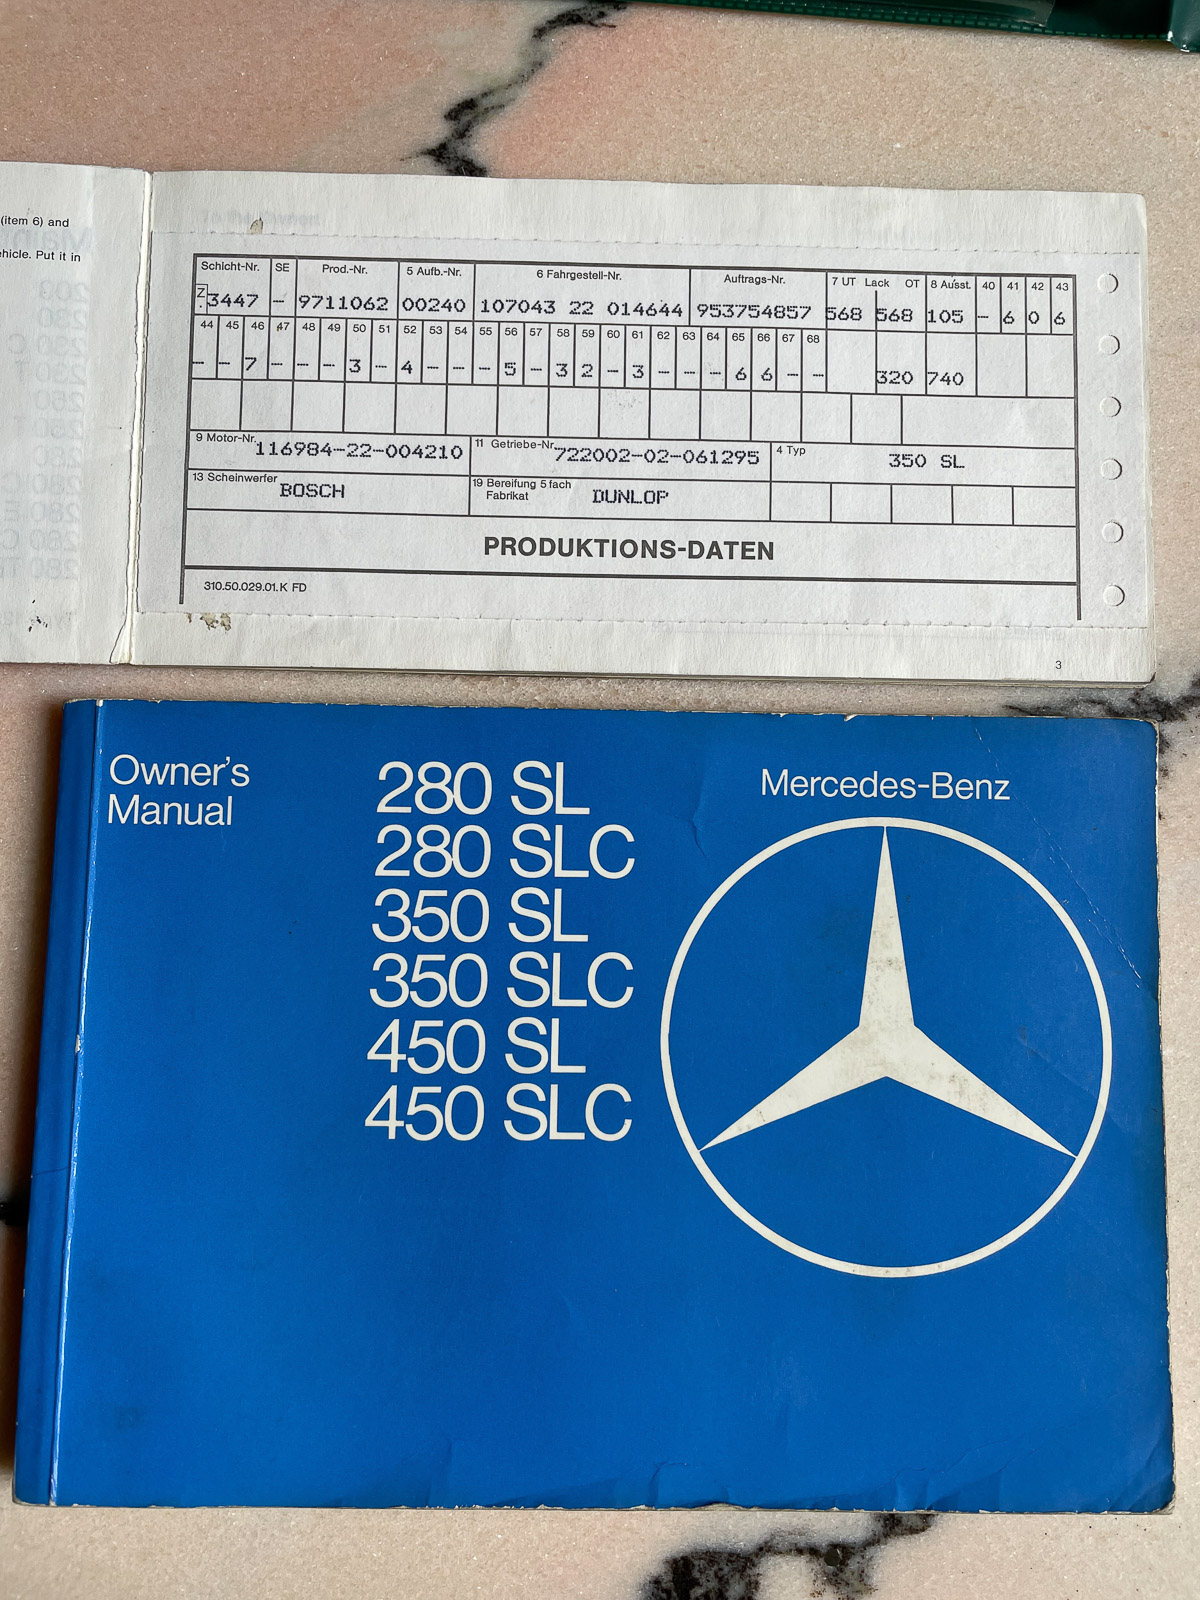 (item 6) and
ehicle. Put it in
Schicht-Nr. SE Prod.-Nr. 5 Aufb.-Nr. 6 Fahrgestell-Nr. Auftrags-Nr. 7 UT Lack OT 8 Ausst. 40 41 42 43
Z. 3447 - 9711062 00240 107043 22 014644 953754857 568 568 105 - 6 0 6
44 45 46 47 48 49 50 51 52 53 54 55 56 57 58 59 60 61 62 63 64 65 66 67 68
- - 7 - - - 3 - 4 - - - 5 - 3 2 - 3 - - - 6 6 - - 320 740
9 Motor-Nr. 116984-22-004210 11 Getriebe-Nr. 722002-02-061295 4 Typ 350 SL
13 Scheinwerfer BOSCH 19 Bereifung 5 fach
Fabrikat DUNLOP
PRODUKTIONS-DATEN
310.50.029.01.K FD
3
Owner's
Manual
280 SL
280 SLC
350 SL
350 SLC
450 SL
450 SLC
Mercedes-Benz